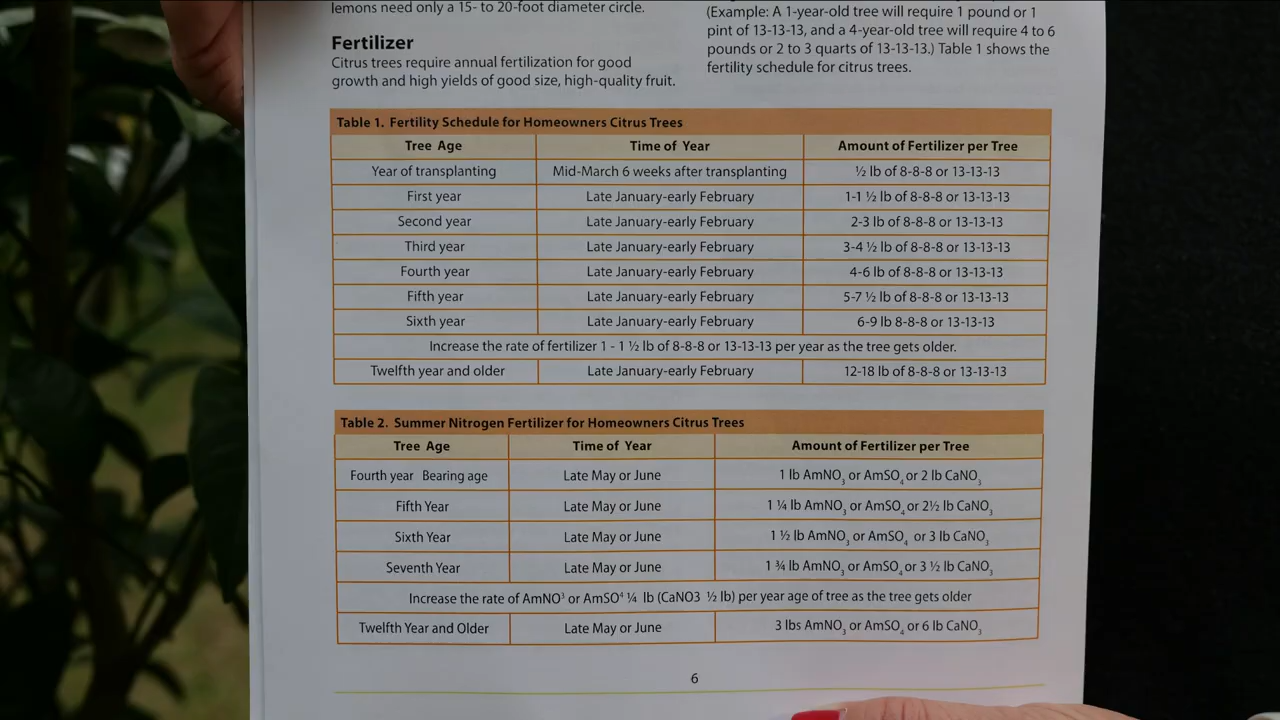 lemons need only a 15- to 20-foot diameter circle.
Fertilizer
Citrus trees require annual fertilization for good
growth and high yields of good size, high-quality fruit.
(Example: A 1-year-old tree will require 1 pound or 1
pint of 13-13-13, and a 4-year-old tree will require 4 to 6
pounds or 2 to 3 quarts of 13-13-13.) Table 1 shows the
fertility schedule for citrus trees.
Table 1. Fertility Schedule for Homeowners Citrus Trees
Tree Age Time of Year Amount of Fertilizer per Tree
Year of transplanting Mid-March 6 weeks after transplanting ½ lb of 8-8-8 or 13-13-13
First year Late January-early February 1-1 ½ lb of 8-8-8 or 13-13-13
Second year Late January-early February 2-3 lb of 8-8-8 or 13-13-13
Third year Late January-early February 3-4 ½ lb of 8-8-8 or 13-13-13
Fourth year Late January-early February 4-6 lb of 8-8-8 or 13-13-13
Fifth year Late January-early February 5-7 ½ lb of 8-8-8 or 13-13-13
Sixth year Late January-early February 6-9 lb 8-8-8 or 13-13-13
Increase the rate of fertilizer 1 - 1 ½ lb of 8-8-8 or 13-13-13 per year as the tree gets older.
Twelfth year and older Late January-early February 12-18 lb of 8-8-8 or 13-13-13
Table 2. Summer Nitrogen Fertilizer for Homeowners Citrus Trees
Tree Age Time of Year Amount of Fertilizer per Tree
Fourth year Bearing age Late May or June 1 lb AmNO₃ or AmSO₄ or 2 lb CaNO₃
Fifth Year Late May or June 1 ¼ lb AmNO₃ or AmSO₄ or 2½ lb CaNO₃
Sixth Year Late May or June 1 ½ lb AmNO₃ or AmSO₄ or 3 lb CaNO₃
Seventh Year Late May or June 1 ¾ lb AmNO₃ or AmSO₄ or 3 ½ lb CaNO₃
Increase the rate of AmNO³ or AmSO⁴ ¼ lb (CaNO3 ½ lb) per year age of tree as the tree gets older
Twelfth Year and Older Late May or June 3 lbs AmNO₃ or AmSO₄ or 6 lb CaNO₃
6